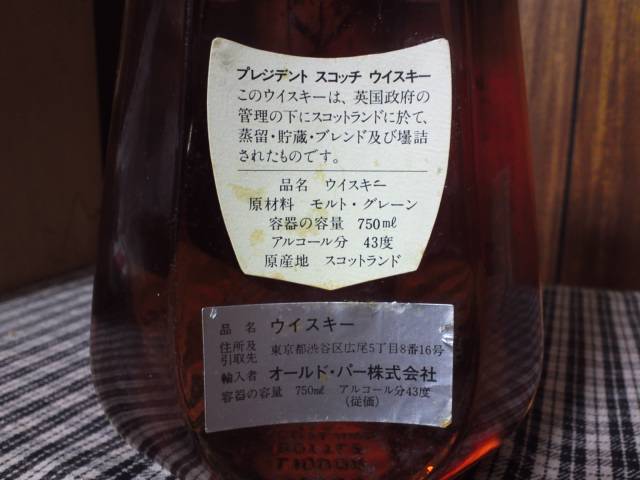 プレジデント スコッチ ウイスキー
このウイスキーは、英国政府の
管理の下にスコットランドに於て、
蒸留・貯蔵・ブレンド及び壜詰
されたものです。
品名 ウイスキー
原材料 モルト・グレーン
容器の容量 750㎖
アルコール分 43度
原産地 スコットランド
品名 ウイスキー
住所及 引取先 東京都渋谷区広尾5丁目8番16号
輸入者 オールド・パー株式会社
容器の容量 750㎖ アルコール分43度
(従価)